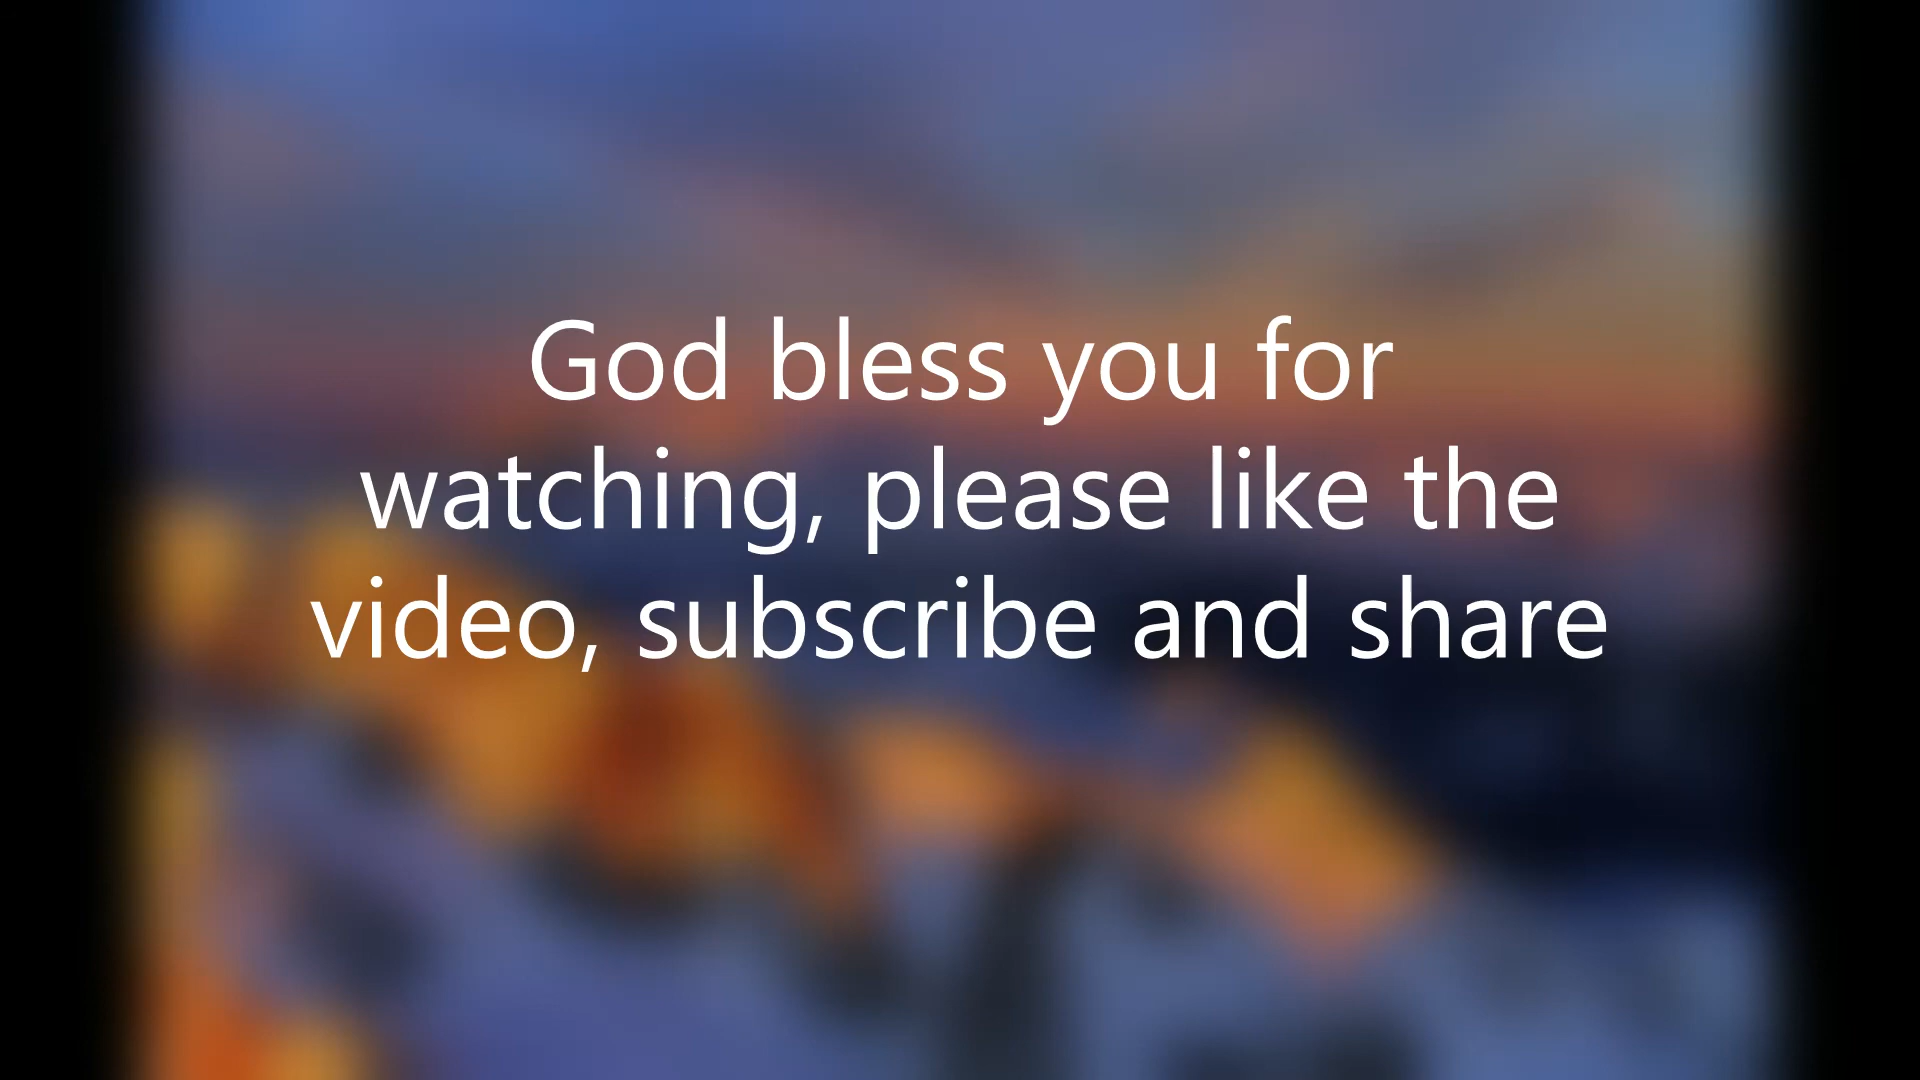 God bless you for
watching, please like the
video, subscribe and share